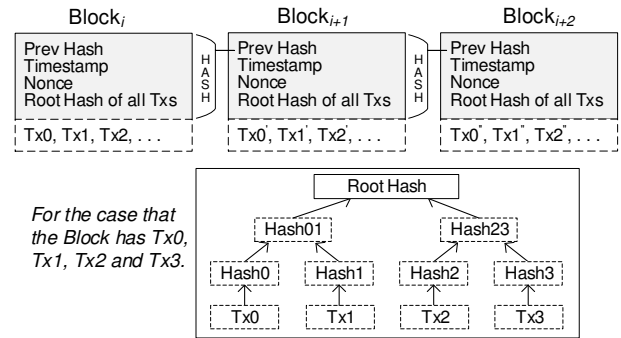 Block_i Block_{i+1} Block_{i+2}
Prev Hash
Timestamp
Nonce
Root Hash of all Txs
Tx0, Tx1, Tx2, . . .
HASH
Prev Hash
Timestamp
Nonce
Root Hash of all Txs
Tx0', Tx1', Tx2', . . .
HASH
Prev Hash
Timestamp
Nonce
Root Hash of all Txs
Tx0", Tx1", Tx2", . . .
For the case that
the Block has Tx0,
Tx1, Tx2 and Tx3.
Root Hash
Hash01 Hash23
Hash0 Hash1 Hash2 Hash3
Tx0 Tx1 Tx2 Tx3